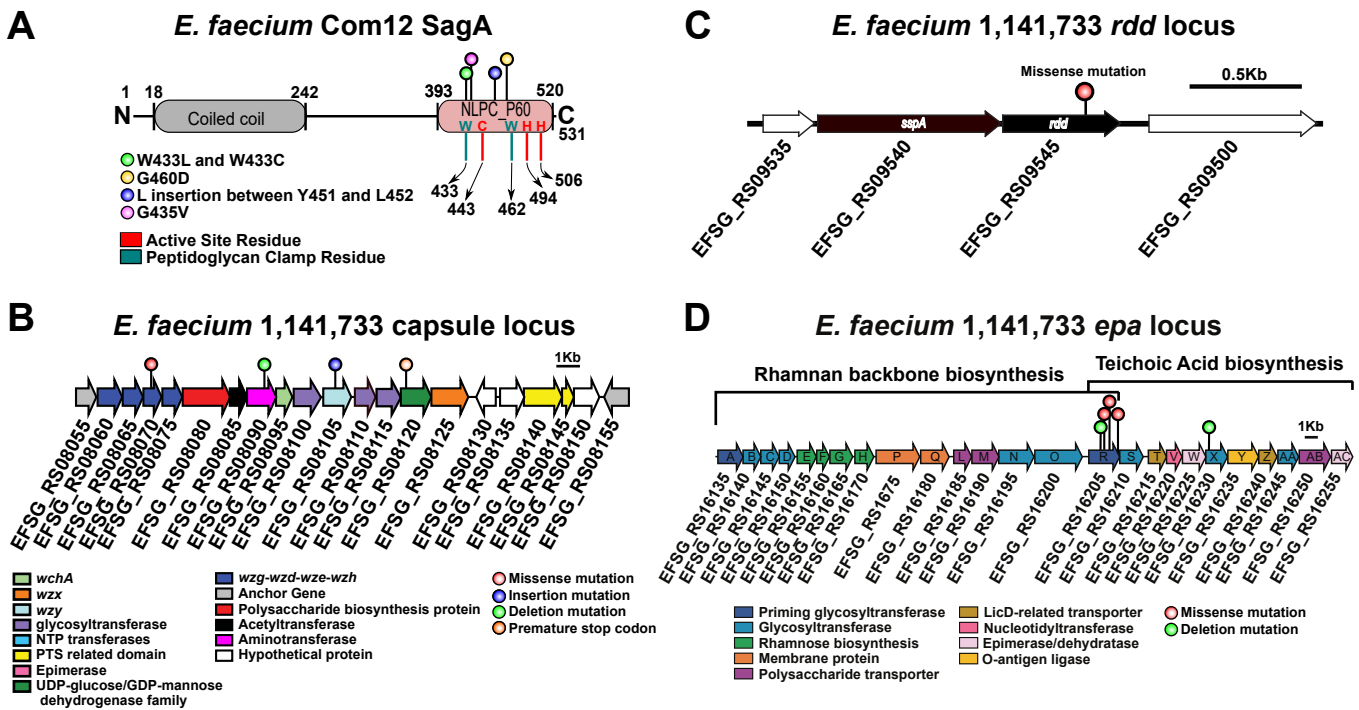 A
E. faecium Com12 SagA
1 18 242 393 520
N Coiled coil NLPC_P60 C
531
W C W H H
433 443 462 494 506
W433L and W433C
G460D
L insertion between Y451 and L452
G435V
Active Site Residue
Peptidoglycan Clamp Residue
C
E. faecium 1,141,733 rdd locus
Missense mutation
0.5Kb
sspA rdd
EFSG_RS09535
EFSG_RS09540
EFSG_RS09545
EFSG_RS09500
B
E. faecium 1,141,733 capsule locus
1Kb
EFSG_RS08055
EFSG_RS08060
EFSG_RS08065
EFSG_RS08070
EFSG_RS08075
EFSG_RS08080
EFSG_RS08085
EFSG_RS08090
EFSG_RS08095
EFSG_RS08100
EFSG_RS08105
EFSG_RS08110
EFSG_RS08115
EFSG_RS08120
EFSG_RS08125
EFSG_RS08130
EFSG_RS08135
EFSG_RS08140
EFSG_RS08145
EFSG_RS08150
EFSG_RS08155
wchA
wzx
wzy
glycosyltransferase
NTP transferases
PTS related domain
Epimerase
UDP-glucose/GDP-mannose
dehydrogenase family
wzg-wzd-wze-wzh
Anchor Gene
Polysaccharide biosynthesis protein
Acetyltransferase
Aminotransferase
Hypothetical protein
Missense mutation
Insertion mutation
Deletion mutation
Premature stop codon
D
E. faecium 1,141,733 epa locus
Teichoic Acid biosynthesis
Rhamnan backbone biosynthesis
1Kb
A B C D E F G H P Q L M N O R S T V W X Y Z AA AB AC
EFSG_RS16135
EFSG_RS16140
EFSG_RS16145
EFSG_RS16150
EFSG_RS16155
EFSG_RS16160
EFSG_RS16165
EFSG_RS16170
EFSG_RS1675
EFSG_RS16180
EFSG_RS16185
EFSG_RS16190
EFSG_RS16195
EFSG_RS16200
EFSG_RS16205
EFSG_RS16210
EFSG_RS16215
EFSG_RS16220
EFSG_RS16225
EFSG_RS16230
EFSG_RS16235
EFSG_RS16240
EFSG_RS16245
EFSG_RS16250
EFSG_RS16255
Priming glycosyltransferase
Glycosyltransferase
Rhamnose biosynthesis
Membrane protein
Polysaccharide transporter
LicD-related transporter
Nucleotidyltransferase
Epimerase/dehydratase
O-antigen ligase
Missense mutation
Deletion mutation